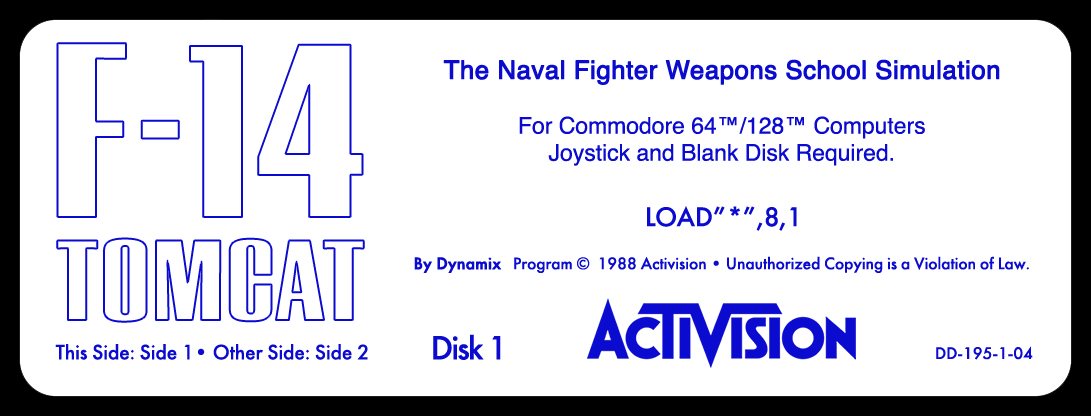 F-14
TOMCAT
This Side: Side 1 • Other Side: Side 2
The Naval Fighter Weapons School Simulation
For Commodore 64™/128™ Computers
Joystick and Blank Disk Required.
LOAD″*″,8,1
By Dynamix Program © 1988 Activision • Unauthorized Copying is a Violation of Law.
Disk 1
ACTIVISION
DD-195-1-04